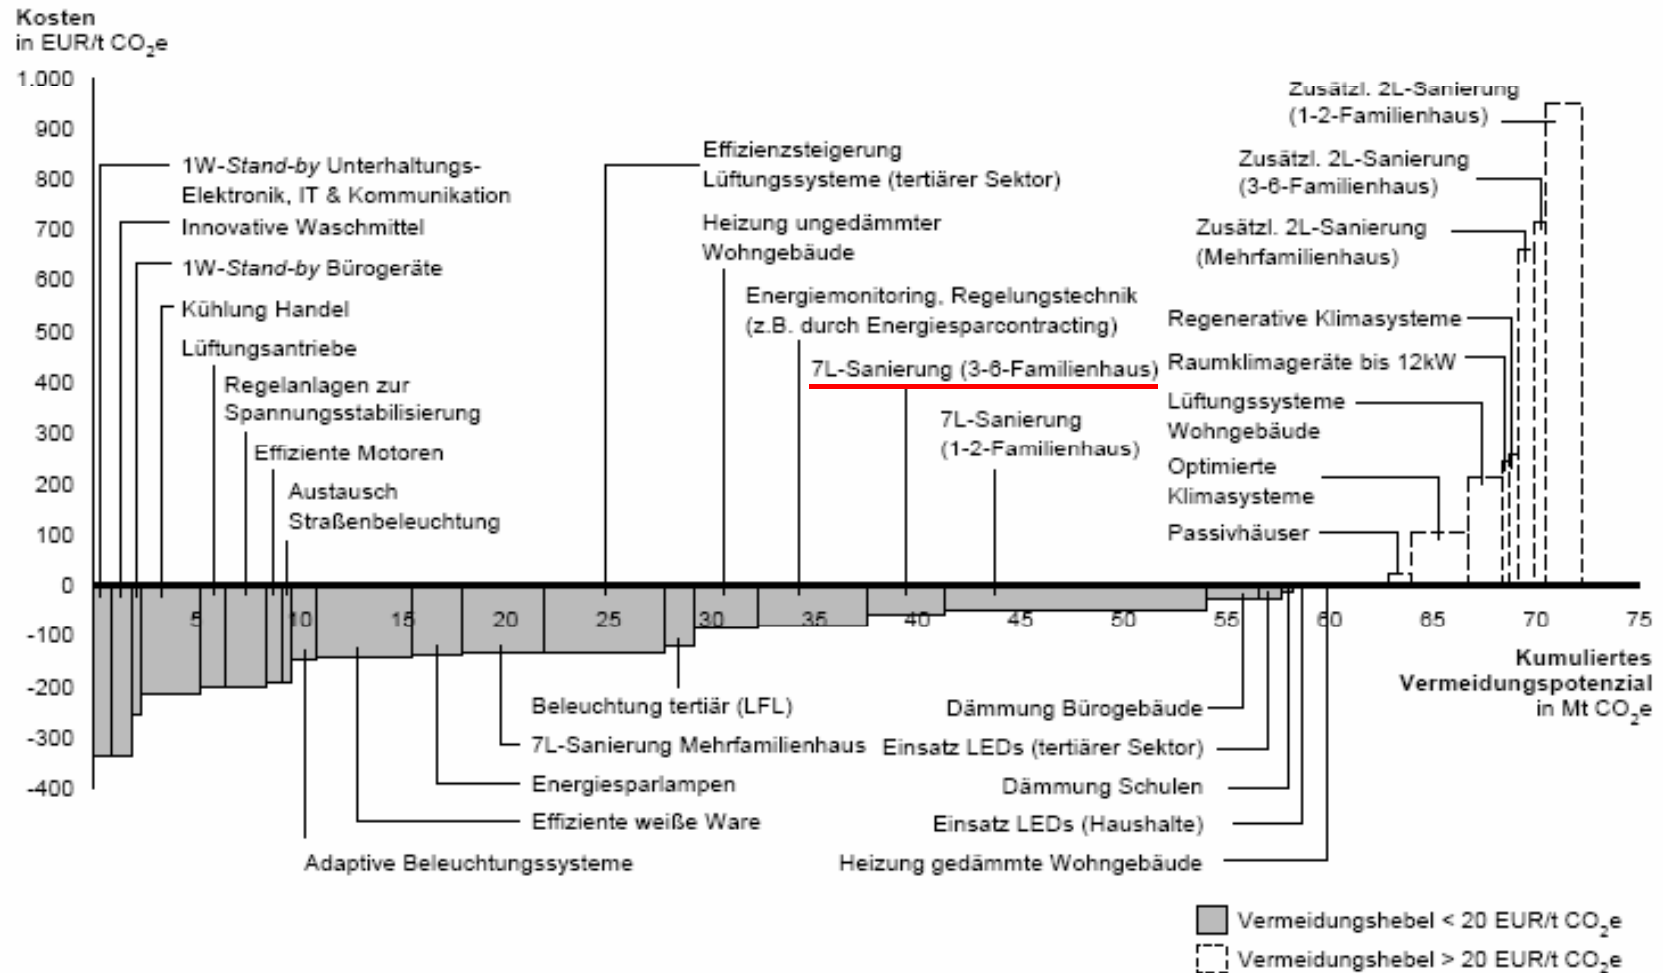 Kosten
in EUR/t CO₂e
1.000
900
800
700
600
500
400
300
200
100
0
-100
-200
-300
-400
1W-Stand-by Unterhaltungs-
Elektronik, IT & Kommunikation
Innovative Waschmittel
1W-Stand-by Bürogeräte
Kühlung Handel
Lüftungsantriebe
Regelanlagen zur
Spannungsstabilisierung
Effiziente Motoren
Austausch
Straßenbeleuchtung
Effizienzsteigerung
Lüftungssysteme (tertiärer Sektor)
Heizung ungedämmter
Wohngebäude
Energiemonitoring, Regelungstechnik
(z.B. durch Energiesparcontracting)
7L-Sanierung (3-6-Familienhaus)
7L-Sanierung
(1-2-Familienhaus)
Zusätzl. 2L-Sanierung
(1-2-Familienhaus)
Zusätzl. 2L-Sanierung
(3-6-Familienhaus)
Zusätzl. 2L-Sanierung
(Mehrfamilienhaus)
Regenerative Klimasysteme
Raumklimageräte bis 12kW
Lüftungssysteme
Wohngebäude
Optimierte
Klimasysteme
Passivhäuser
5 10 15 20 25 30 35 40 45 50 55 60 65 70 75
Kumuliertes
Vermeidungspotenzial
in Mt CO₂e
Beleuchtung tertiär (LFL)
7L-Sanierung Mehrfamilienhaus
Energiesparlampen
Effiziente weiße Ware
Adaptive Beleuchtungssysteme
Dämmung Bürogebäude
Einsatz LEDs (tertiärer Sektor)
Dämmung Schulen
Einsatz LEDs (Haushalte)
Heizung gedämmte Wohngebäude
Vermeidungshebel < 20 EUR/t CO₂e
Vermeidungshebel > 20 EUR/t CO₂e